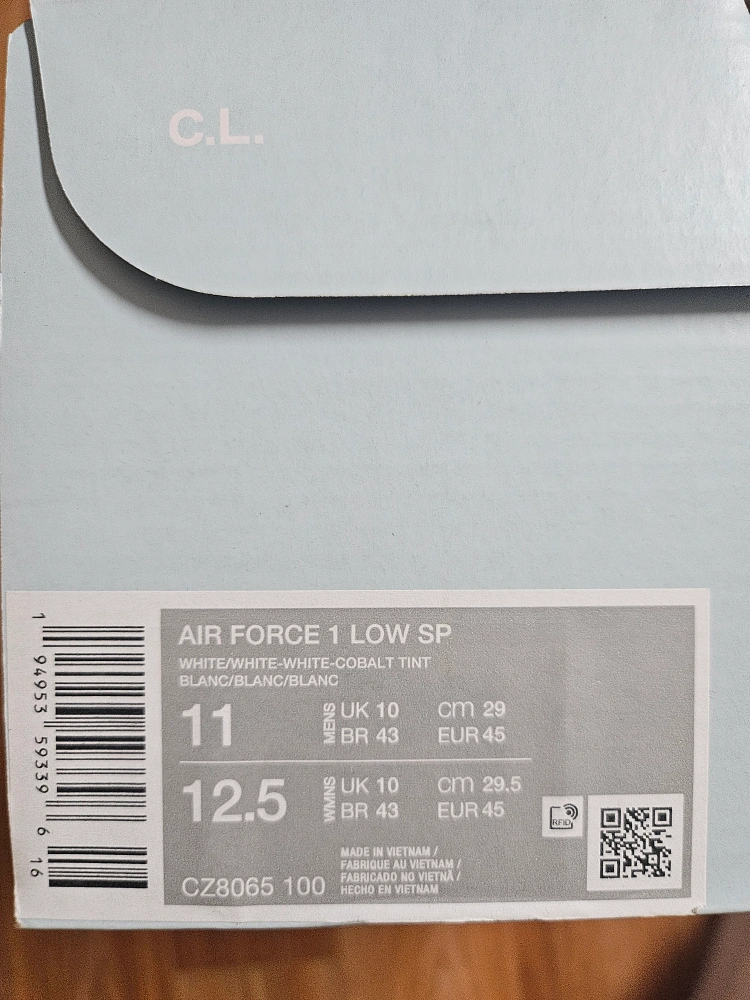 C.L.
AIR FORCE 1 LOW SP
WHITE/WHITE-WHITE-COBALT TINT
BLANC/BLANC/BLANC
11
MENS
UK 10
cm 29
BR 43
EUR 45
12.5
WMNS
UK 10
cm 29.5
BR 43
EUR 45
RFID
CZ8065 100
MADE IN VIETNAM /
FABRIQUE AU VIETNAM /
FABRICADO NO VIETNÃ /
HECHO EN VIETNAM
1 94953 59339 6 16